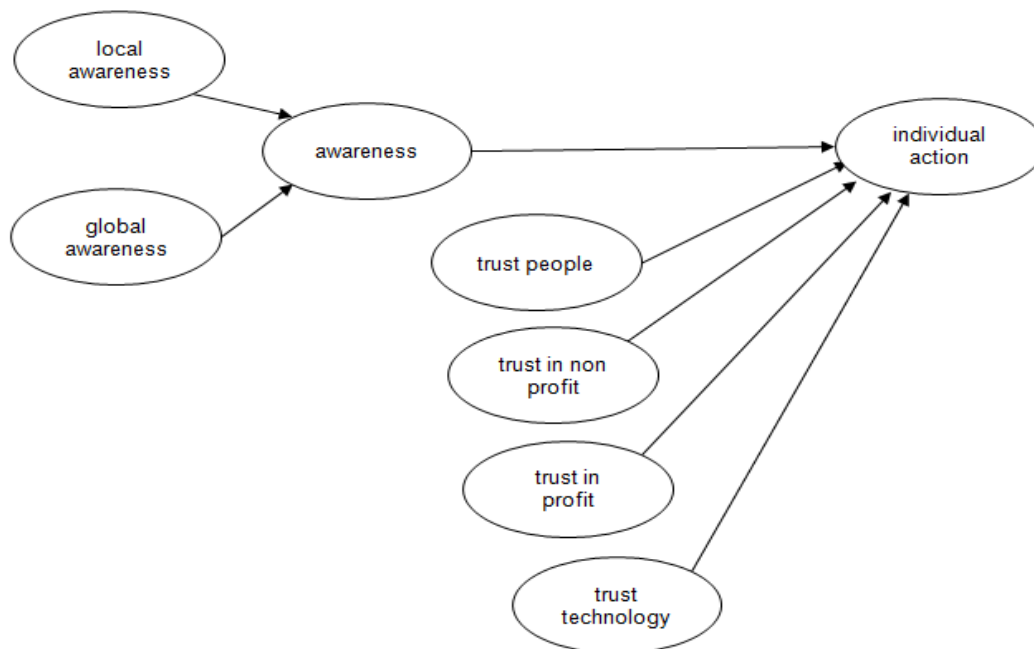 local
awareness
awareness
individual
action
global
awareness
trust people
trust in non
profit
trust in
profit
trust
technology